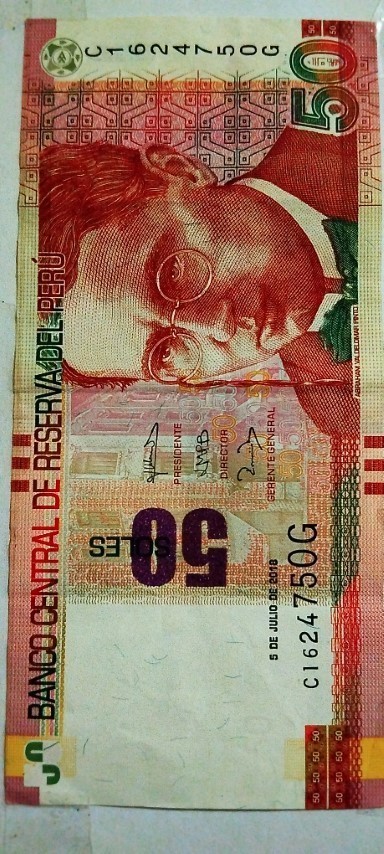 BANCO CENTRAL DE RESERVA DEL PERÚ
C1624750G
50
PRESIDENTE
DIRECTOR
GERENTE GENERAL
50
SOLES
5 DE JULIO DE 2018
C1624750G
ABRAHAM VALDELOMAR PINTO
50 50 50 50
50 50 50 50